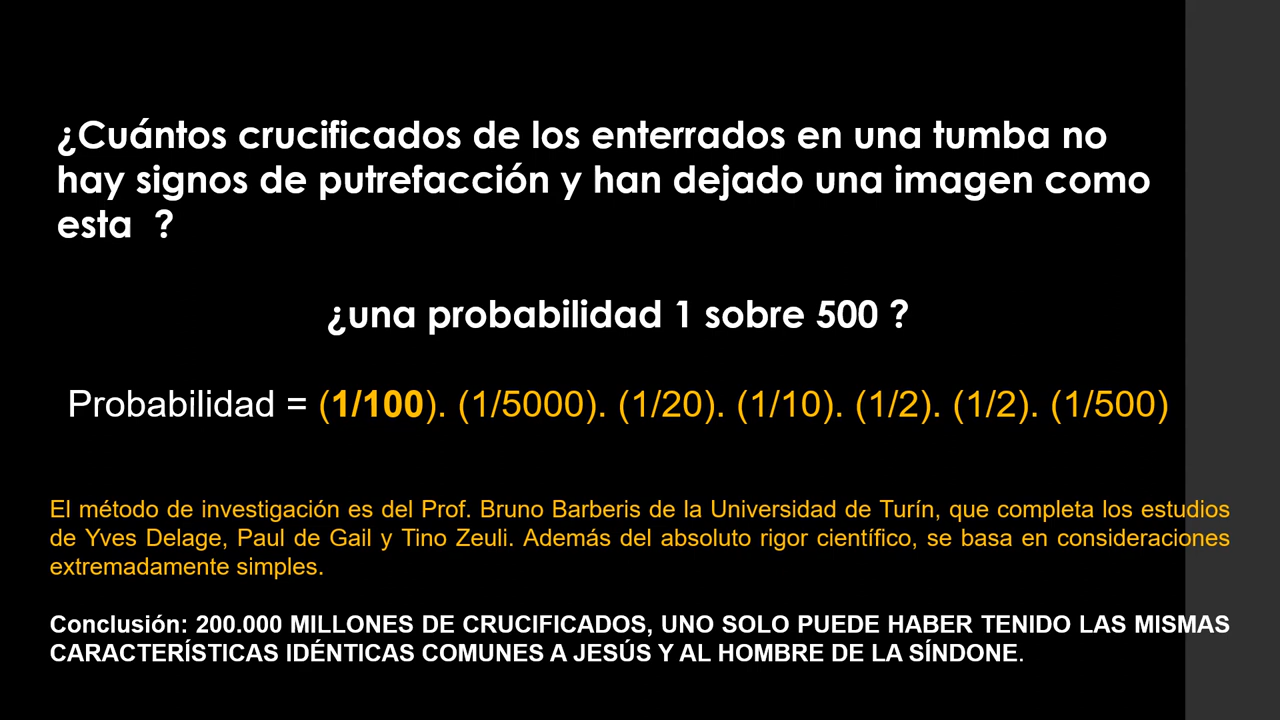 ¿Cuántos crucificados de los enterrados en una tumba no
hay signos de putrefacción y han dejado una imagen como
esta ?
¿una probabilidad 1 sobre 500 ?
Probabilidad = (1/100). (1/5000). (1/20). (1/10). (1/2). (1/2). (1/500)
El método de investigación es del Prof. Bruno Barberis de la Universidad de Turín, que completa los estudios
de Yves Delage, Paul de Gail y Tino Zeuli. Además del absoluto rigor científico, se basa en consideraciones
extremadamente simples.
Conclusión: 200.000 MILLONES DE CRUCIFICADOS, UNO SOLO PUEDE HABER TENIDO LAS MISMAS
CARACTERÍSTICAS IDÉNTICAS COMUNES A JESÚS Y AL HOMBRE DE LA SÍNDONE.